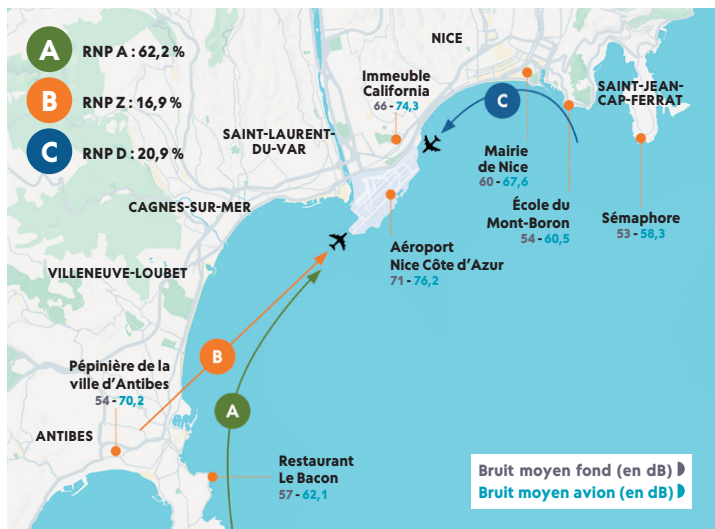 A RNP A : 62,2 %
B RNP Z : 16,9 %
C RNP D : 20,9 %
NICE
Immeuble
California
66 - 74,3
SAINT-JEAN-
CAP-FERRAT
C
SAINT-LAURENT-
DU-VAR
Mairie
de Nice
60 - 67,6
CAGNES-SUR-MER
École du
Mont-Boron
54 - 60,5
Sémaphore
53 - 58,3
Aéroport
Nice Côte d'Azur
71 - 76,2
VILLENEUVE-LOUBET
B
Pépinière de la
ville d'Antibes
54 - 70,2
A
ANTIBES
Restaurant
Le Bacon
57 - 62,1
Bruit moyen fond (en dB)
Bruit moyen avion (en dB)